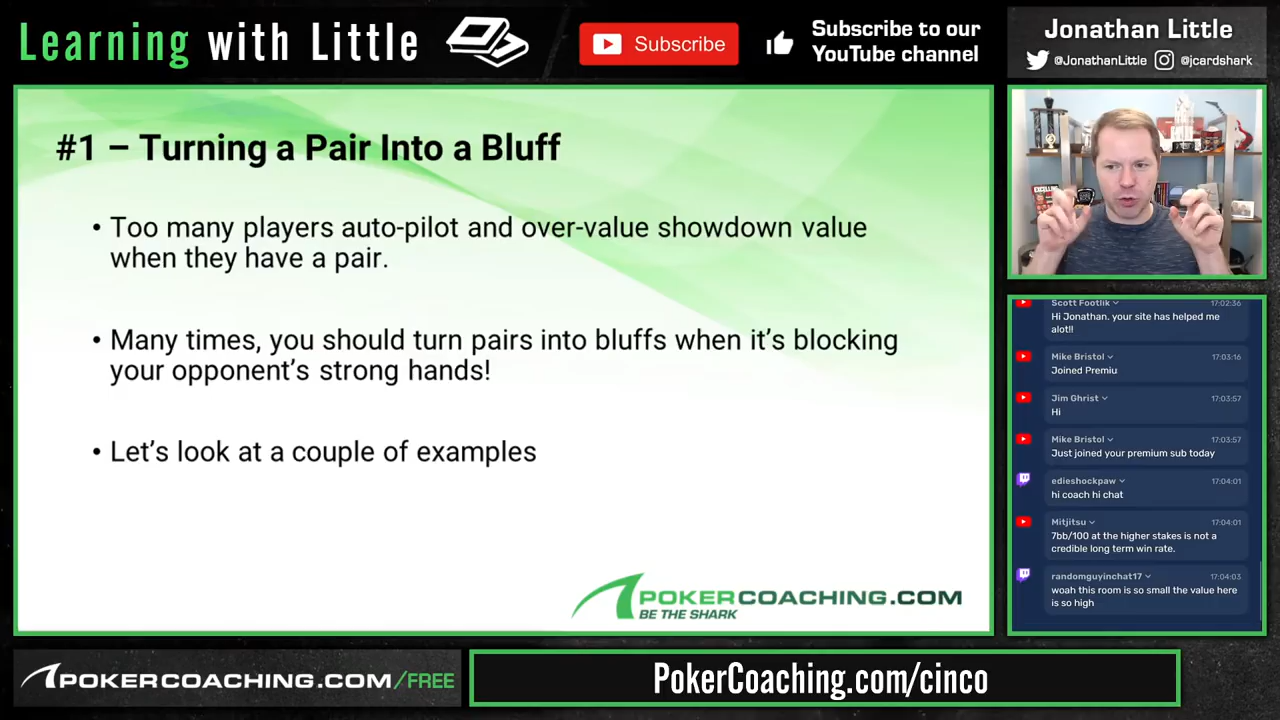 Learning with Little
Subscribe
Subscribe to our
YouTube channel
Jonathan Little
@JonathanLittle
@jcardshark
#1 – Turning a Pair Into a Bluff
• Too many players auto-pilot and over-value showdown value
when they have a pair.
• Many times, you should turn pairs into bluffs when it's blocking
your opponent's strong hands!
• Let's look at a couple of examples
POKERCOACHING.COM
BE THE SHARK
EXCELLING
Scott Footlik 17:02:36
Hi Jonathan. your site has helped me
alot!!
Mike Bristol 17:03:16
Joined Premiu
Jim Ghrist 17:03:57
Hi
Mike Bristol 17:03:57
Just joined your premium sub today
edieshockpaw 17:04:01
hi coach hi chat
Mitjitsu 17:04:01
7bb/100 at the higher stakes is not a
credible long term win rate.
randomguyinchat17 17:04:03
woah this room is so small the value here
is so high
POKERCOACHING.COM/FREE
PokerCoaching.com/cinco